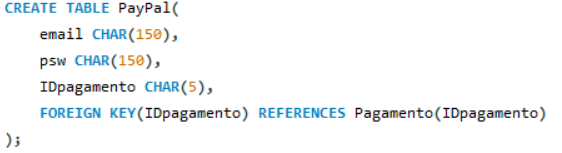 CREATE TABLE PayPal(
    email CHAR(150),
    psw CHAR(150),
    IDpagamento CHAR(5),
    FOREIGN KEY(IDpagamento) REFERENCES Pagamento(IDpagamento)
);